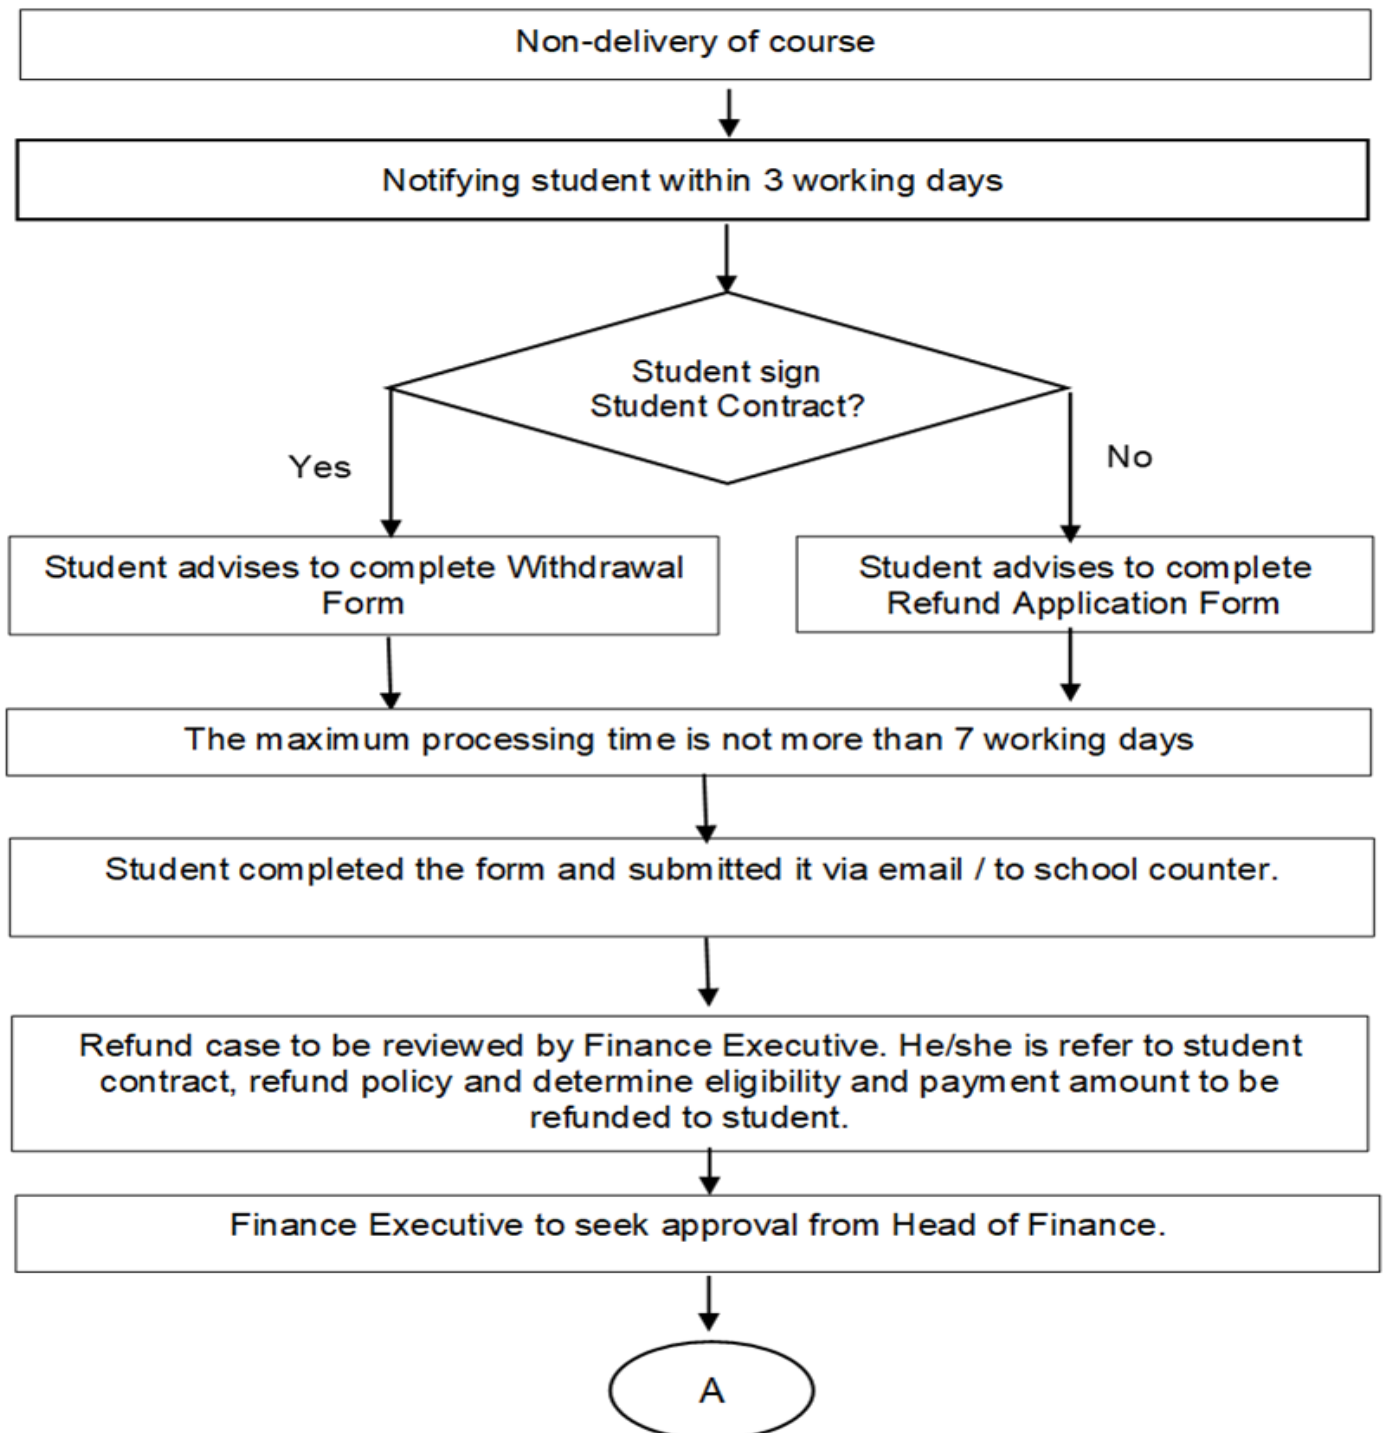 Non-delivery of course
Notifying student within 3 working days
Student sign
Student Contract?
Yes
No
Student advises to complete Withdrawal
Form
Student advises to complete
Refund Application Form
The maximum processing time is not more than 7 working days
Student completed the form and submitted it via email / to school counter.
Refund case to be reviewed by Finance Executive. He/she is refer to student
contract, refund policy and determine eligibility and payment amount to be
refunded to student.
Finance Executive to seek approval from Head of Finance.
A